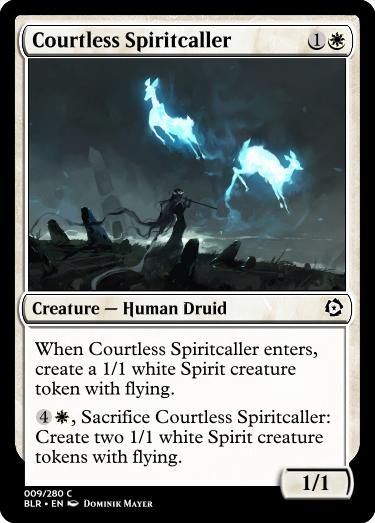 Courtless Spiritcaller 1
Creature — Human Druid
When Courtless Spiritcaller enters,
create a 1/1 white Spirit creature
token with flying.
4, Sacrifice Courtless Spiritcaller:
Create two 1/1 white Spirit creature
tokens with flying.
1/1
009/280 C
BLR • EN Dominik Mayer